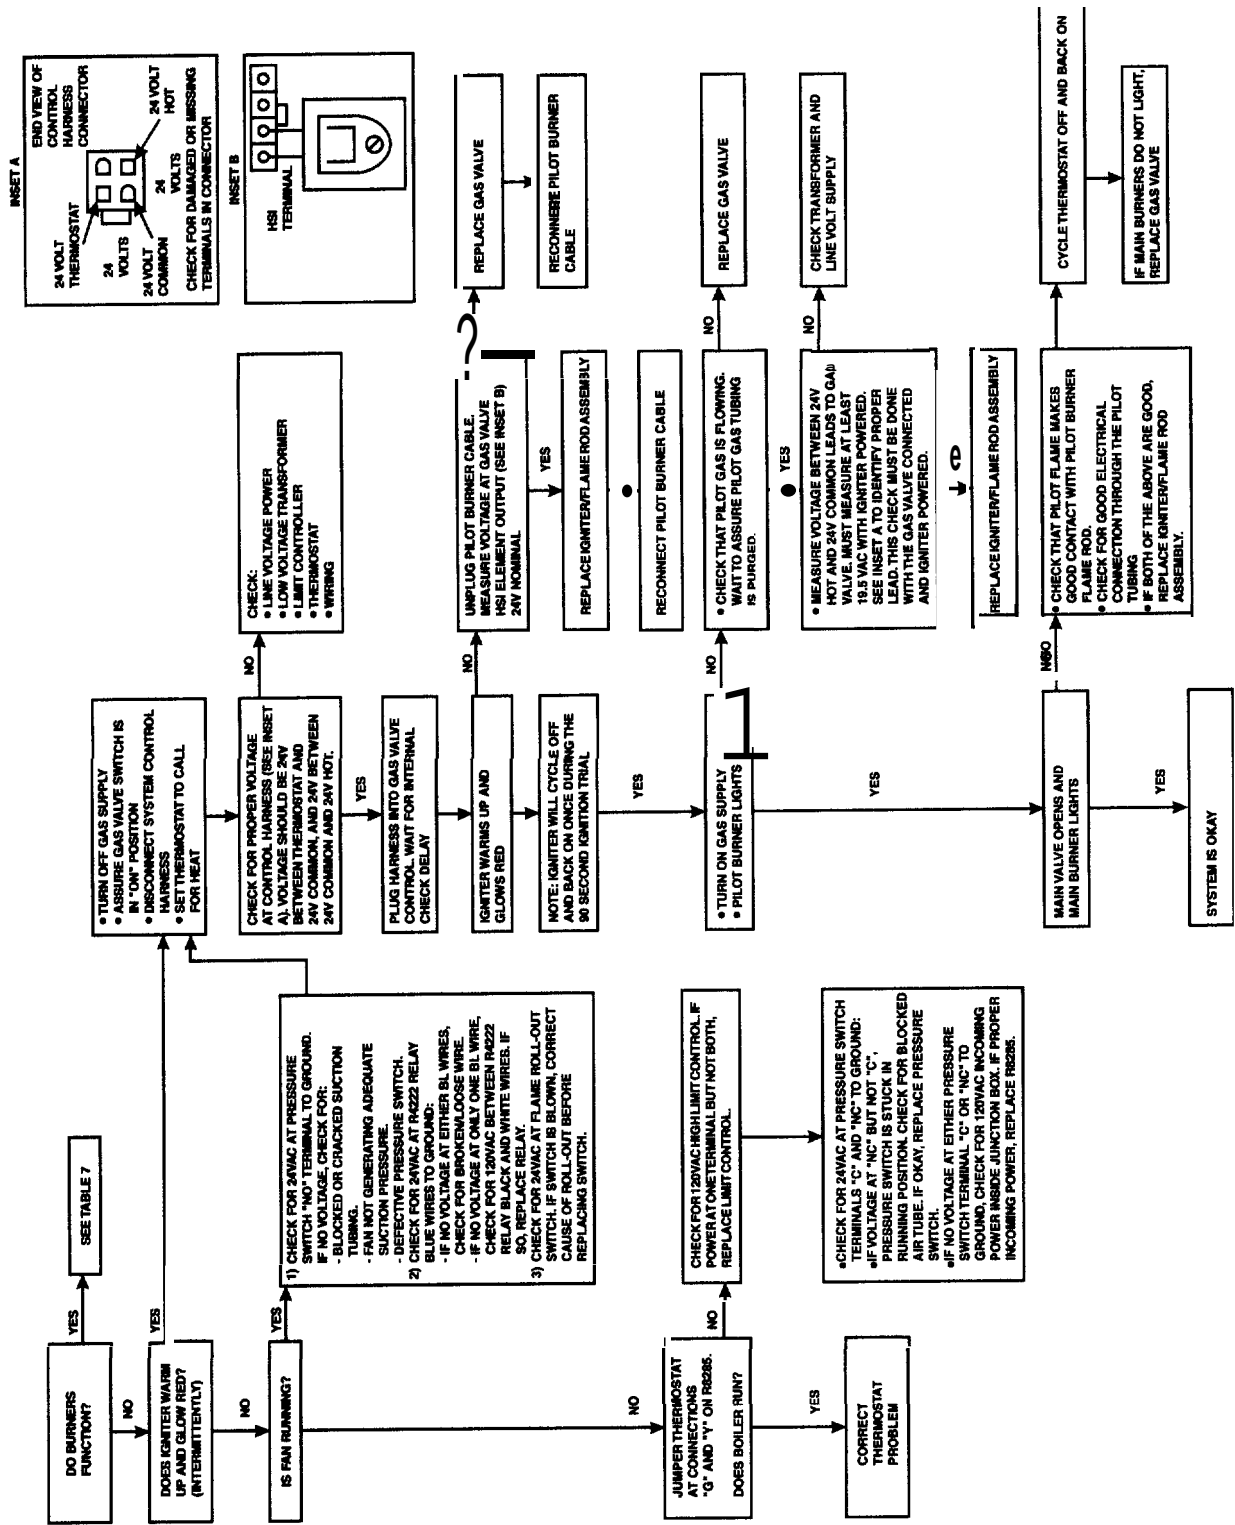 DO BURNERS
FUNCTION?
YES
SEE TABLE 7
NO
DOES IGNITER WARM
UP AND GLOW RED?
(INTERMITTENTLY)
YES
NO
IS FAN RUNNING?
YES
1) CHECK FOR 24VAC AT PRESSURE
SWITCH "NO" TERMINAL TO GROUND.
IF NO VOLTAGE, CHECK FOR:
- BLOCKED OR CRACKED SUCTION
TUBING.
- FAN NOT GENERATING ADEQUATE
SUCTION PRESSURE.
- DEFECTIVE PRESSURE SWITCH.
2) CHECK FOR 24VAC AT R4222 RELAY
BLUE WIRES TO GROUND:
- IF NO VOLTAGE AT EITHER BL WIRES,
CHECK FOR BROKEN/LOOSE WIRE.
- IF NO VOLTAGE AT ONLY ONE BL WIRE,
CHECK FOR 120VAC BETWEEN R4222
RELAY BLACK AND WHITE WIRES. IF
SO, REPLACE RELAY.
3) CHECK FOR 24VAC AT FLAME ROLL-OUT
SWITCH. IF SWITCH IS BLOWN, CORRECT
CAUSE OF ROLL-OUT BEFORE
REPLACING SWITCH.
NO
JUMPER THERMOSTAT
AT CONNECTIONS
"G" AND "Y" ON R8285.
DOES BOILER RUN?
NO
CHECK FOR 120VAC HIGH LIMIT CONTROL. IF
POWER AT ONE TERMINAL BUT NOT BOTH,
REPLACE LIMIT CONTROL.
•CHECK FOR 24VAC AT PRESSURE SWITCH
TERMINALS "C" AND "NC" TO GROUND:
•IF VOLTAGE AT "NC" BUT NOT "C",
PRESSURE SWITCH IS STUCK IN
RUNNING POSITION. CHECK FOR BLOCKED
AIR TUBE. IF OKAY, REPLACE PRESSURE
SWITCH.
•IF NO VOLTAGE AT EITHER PRESSURE
SWITCH TERMINAL "C" OR "NC" TO
GROUND, CHECK FOR 120VAC INCOMING
POWER INSIDE JUNCTION BOX. IF PROPER
INCOMING POWER, REPLACE R8285.
YES
CORRECT
THERMOSTAT
PROBLEM
• TURN OFF GAS SUPPLY
• ASSURE GAS VALVE SWITCH IS
IN "ON" POSITION
• DISCONNECT SYSTEM CONTROL
HARNESS
• SET THERMOSTAT TO CALL
FOR HEAT
CHECK FOR PROPER VOLTAGE
AT CONTROL HARNESS (SEE INSET
A). VOLTAGE SHOULD BE 24V
BETWEEN THERMOSTAT AND
24V COMMON, AND 24V BETWEEN
24V COMMON AND 24V HOT.
NO
CHECK:
• LINE VOLTAGE POWER
• LOW VOLTAGE TRANSFORMER
• LIMIT CONTROLLER
• THERMOSTAT
• WIRING
YES
PLUG HARNESS INTO GAS VALVE
CONTROL. WAIT FOR INTERNAL
CHECK DELAY
IGNITER WARMS UP AND
GLOWS RED
NO
UNPLUG PILOT BURNER CABLE.
MEASURE VOLTAGE AT GAS VALVE
HSI ELEMENT OUTPUT (SEE INSET B)
24V NOMINAL
-?
REPLACE GAS VALVE
RECONNERE PILOT BURNER
CABLE
YES
REPLACE IGNITER/FLAME ROD ASSEMBLY
RECONNECT PILOT BURNER CABLE
NOTE: IGNITER WILL CYCLE OFF
AND BACK ON ONCE DURING THE
90 SECOND IGNITION TRIAL
YES
• TURN ON GAS SUPPLY
• PILOT BURNER LIGHTS
1
NO
• CHECK THAT PILOT GAS IS FLOWING.
WAIT TO ASSURE PILOT GAS TUBING
IS PURGED.
NO
REPLACE GAS VALVE
YES
• MEASURE VOLTAGE BETWEEN 24V
HOT AND 24V COMMON LEADS TO GAS
VALVE. MUST MEASURE AT LEAST
19.5 VAC WITH IGNITER POWERED.
SEE INSET A TO IDENTIFY PROPER
LEAD. THIS CHECK MUST BE DONE
WITH THE GAS VALVE CONNECTED
AND IGNITER POWERED.
NO
CHECK TRANSFORMER AND
LINE VOLT SUPPLY
REPLACE IGNITER/FLAME ROD ASSEMBLY
YES
MAIN VALVE OPENS AND
MAIN BURNER LIGHTS
• CHECK THAT PILOT FLAME MAKES
GOOD CONTACT WITH PILOT BURNER
FLAME ROD.
• CHECK FOR GOOD ELECTRICAL
CONNECTION THROUGH THE PILOT
TUBING
• IF BOTH OF THE ABOVE ARE GOOD,
REPLACE IGNITER/FLAME ROD
ASSEMBLY.
CYCLE THERMOSTAT OFF AND BACK ON
IF MAIN BURNERS DO NOT LIGHT,
REPLACE GAS VALVE
YES
SYSTEM IS OKAY
INSET A
END VIEW OF
CONTROL
HARNESS
CONNECTOR
24 VOLT
THERMOSTAT
24
VOLTS
24 VOLT
COMMON
24
VOLTS
24 VOLT
HOT
CHECK FOR DAMAGED OR MISSING
TERMINALS IN CONNECTOR
INSET B
HSI
TERMINAL